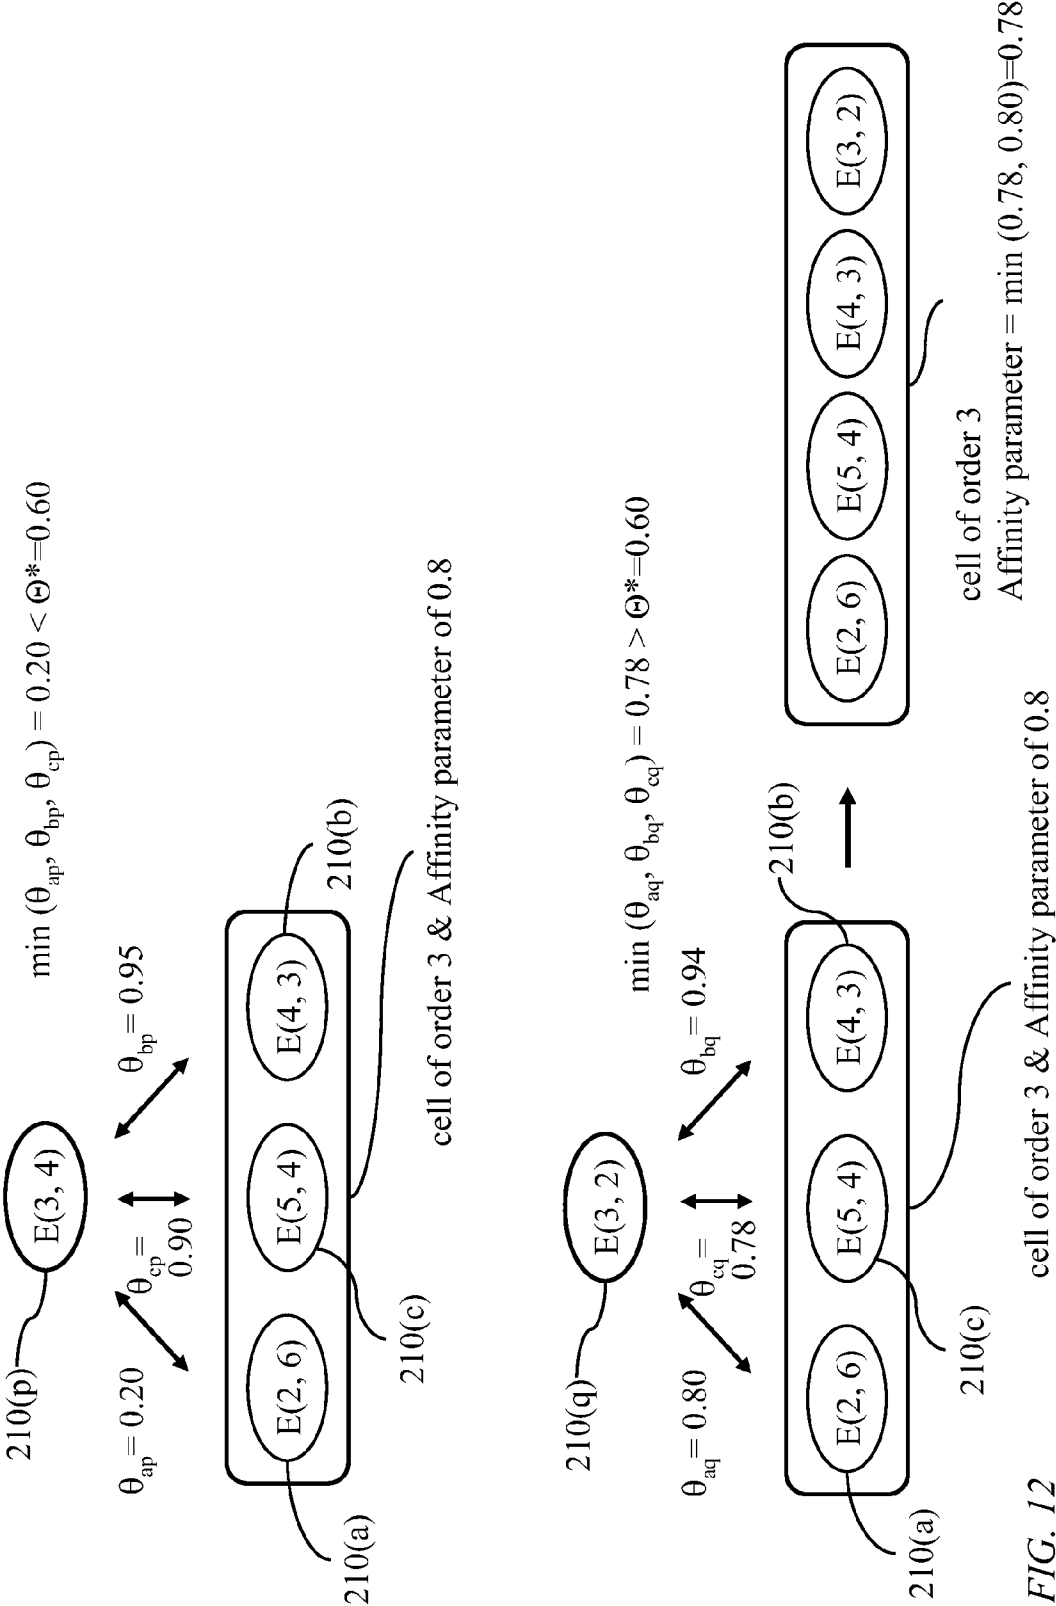 210(p)
E(3, 4)
min (θap, θbp, θcp) = 0.20 < Θ*=0.60
θap = 0.20
θcp =
0.90
θbp = 0.95
E(2, 6)
E(5, 4)
E(4, 3)
210(a)
210(c)
210(b)
cell of order 3 & Affinity parameter of 0.8
210(q)
E(3, 2)
min (θaq, θbq, θcq) = 0.78 > Θ*=0.60
θaq = 0.80
θcq=
0.78
θbq = 0.94
210(b)
E(2, 6)
E(5, 4)
E(4, 3)
E(2, 6)
E(5, 4)
E(4, 3)
E(3, 2)
210(a)
210(c)
cell of order 3 & Affinity parameter of 0.8
cell of order 3
Affinity parameter = min (0.78, 0.80)=0.78
FIG. 12